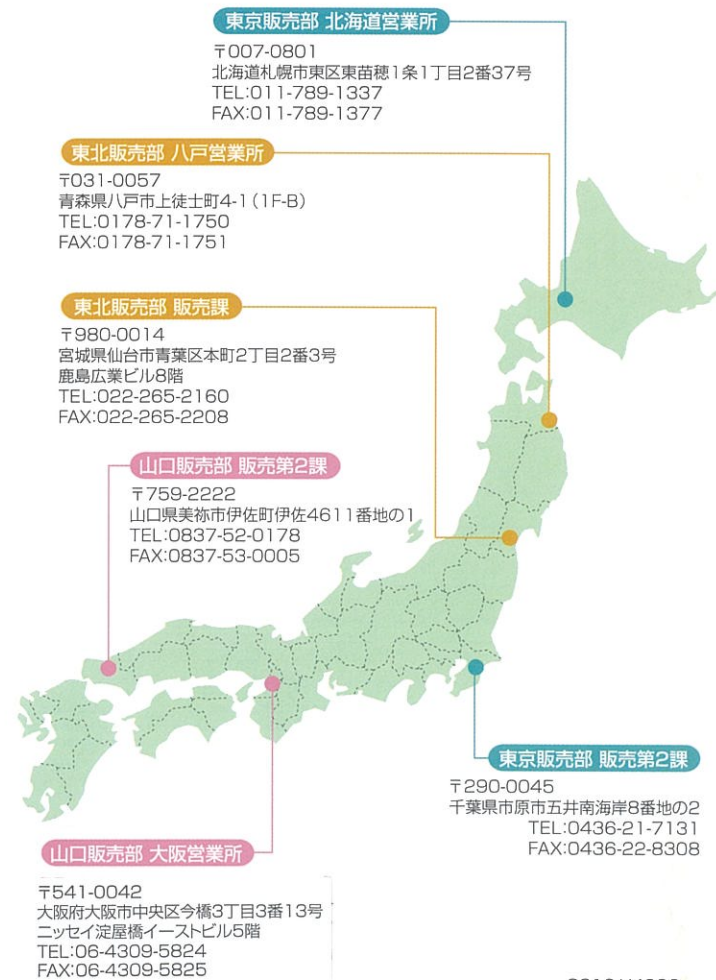 東京販売部 北海道営業所
〒007-0801
北海道札幌市東区東苗穂1条1丁目2番37号
TEL:011-789-1337
FAX:011-789-1377
東北販売部 八戸営業所
〒031-0057
青森県八戸市上徒士町4-1(1F-B)
TEL:0178-71-1750
FAX:0178-71-1751
東北販売部 販売課
〒980-0014
宮城県仙台市青葉区本町2丁目2番3号
鹿島広業ビル8階
TEL:022-265-2160
FAX:022-265-2208
山口販売部 販売第2課
〒759-2222
山口県美祢市伊佐町伊佐4611番地の1
TEL:0837-52-0178
FAX:0837-53-0005
東京販売部 販売第2課
〒290-0045
千葉県市原市五井南海岸8番地の2
TEL:0436-21-7131
FAX:0436-22-8308
山口販売部 大阪営業所
〒541-0042
大阪府大阪市中央区今橋3丁目3番13号
ニッセイ淀屋橋イーストビル5階
TEL:06-4309-5824
FAX:06-4309-5825